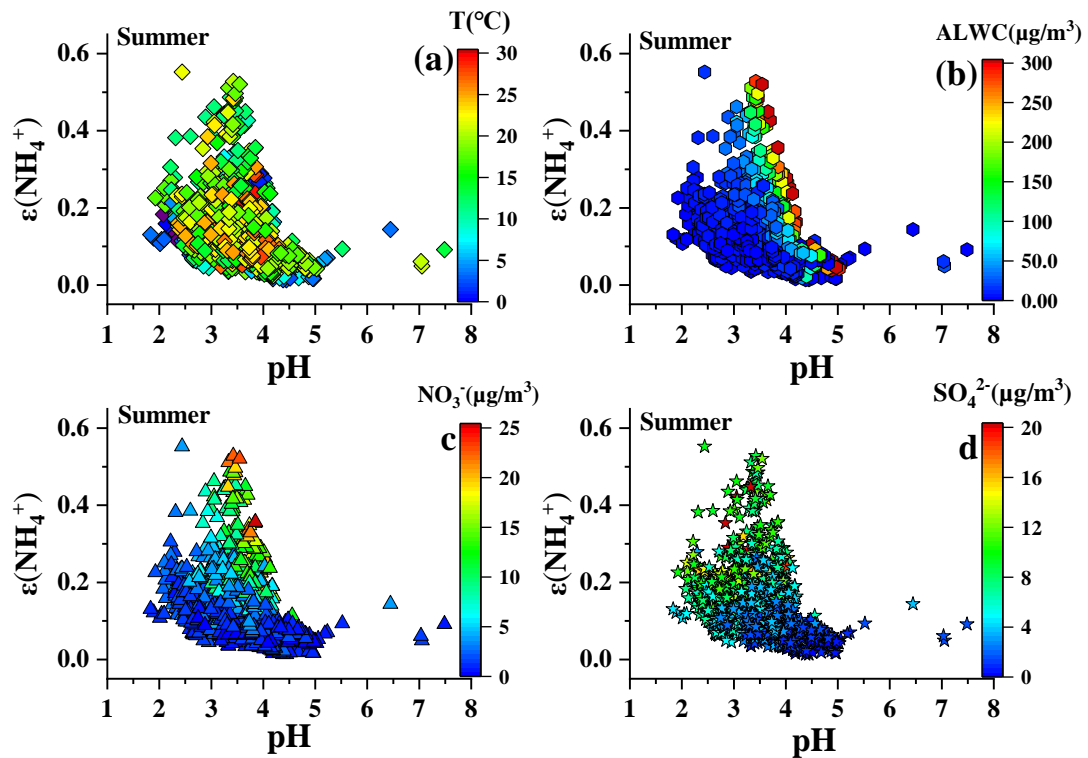 T(°C)
Summer
(a)
30
25
20
15
10
5
0
0.6
0.4
0.2
0.0
ε(NH₄⁺)
1 2 3 4 5 6 7 8
pH
ALWC(μg/m³)
Summer
(b)
300
250
200
150
100
50.0
0.00
0.6
0.4
0.2
0.0
ε(NH₄⁺)
1 2 3 4 5 6 7 8
pH
NO₃⁻(μg/m³)
Summer
c
25
20
15
10
5
0
0.6
0.4
0.2
0.0
ε(NH₄⁺)
1 2 3 4 5 6 7 8
pH
SO₄²⁻(μg/m³)
Summer
d
20
16
12
8
4
0
0.6
0.4
0.2
0.0
ε(NH₄⁺)
1 2 3 4 5 6 7 8
pH